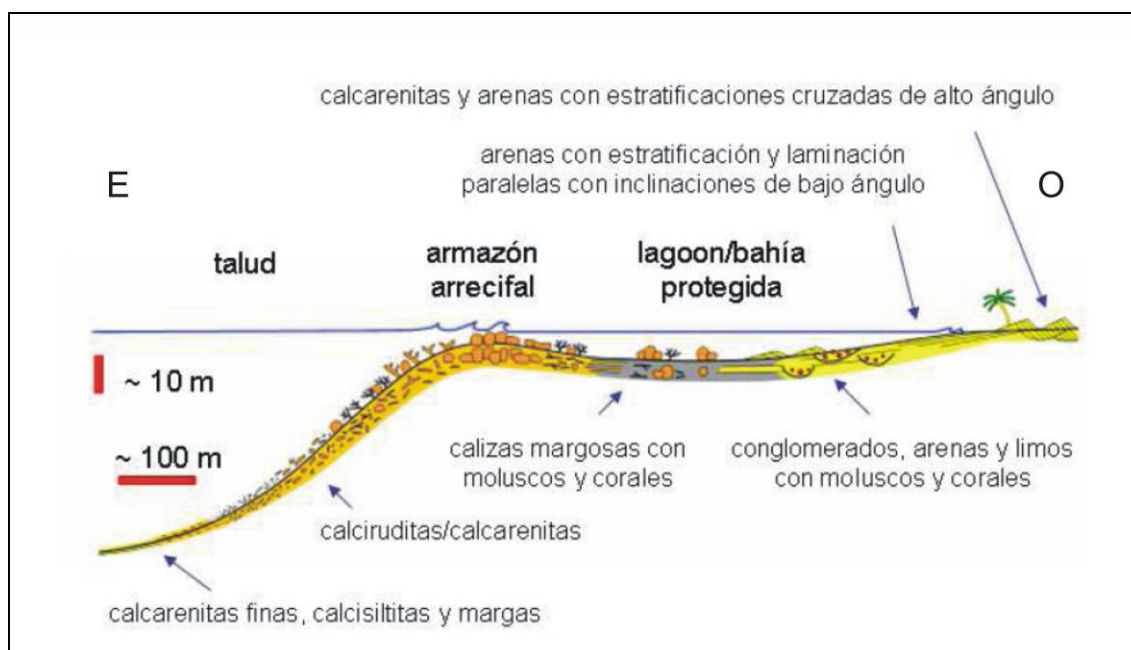 calcarenitas y arenas con estratificaciones cruzadas de alto ángulo
arenas con estratificación y laminación
paralelas con inclinaciones de bajo ángulo
E
O
talud
armazón
arrecifal
lagoon/bahía
protegida
~ 10 m
~ 100 m
calizas margosas con
moluscos y corales
conglomerados, arenas y limos
con moluscos y corales
calciruditas/calcarenitas
calcarenitas finas, calcisiltitas y margas